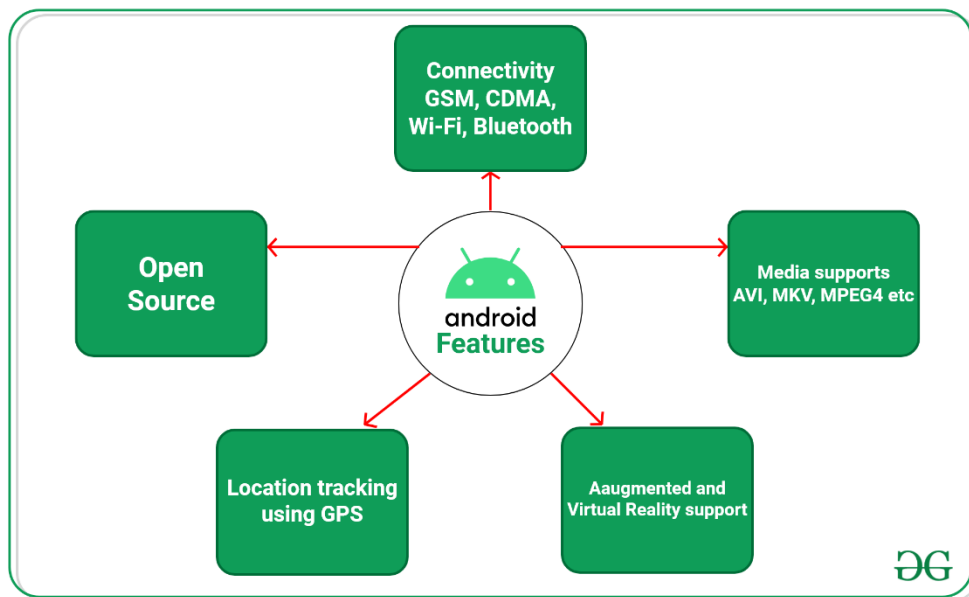 Connectivity
GSM, CDMA,
Wi-Fi, Bluetooth
Open
Source
android
Features
Media supports
AVI, MKV, MPEG4 etc
Location tracking
using GPS
Aaugmented and
Virtual Reality support